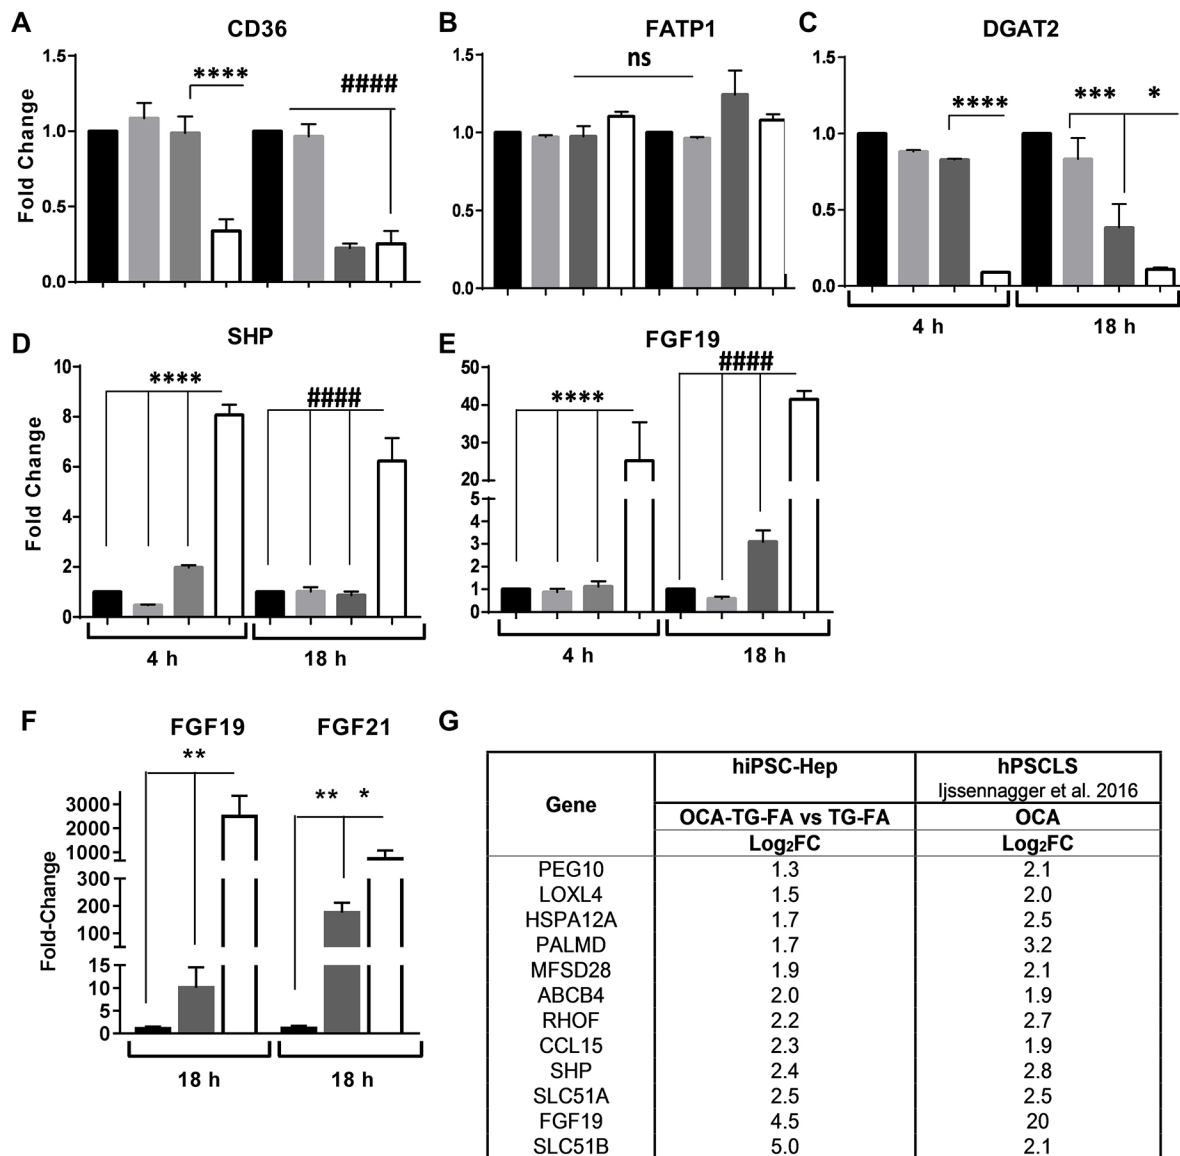 A
CD36
Fold Change
1.5
1.0
0.5
0.0
****
####
B
FATP1
1.5
1.0
0.5
0.0
ns
C
DGAT2
1.5
1.0
0.5
0.0
****
***
*
4 h
18 h
D
SHP
Fold Change
10
8
6
4
2
0
****
####
4 h
18 h
E
FGF19
50
40
30
20
5
4
3
2
1
0
****
####
4 h
18 h
F
FGF19
FGF21
Fold-Change
3000
2000
1000
300
200
100
15
10
5
0
**
**
*
18 h
18 h
G
Gene
hiPSC-Hep
hPSCLS
Ijssennagger et al. 2016
OCA-TG-FA vs TG-FA
OCA
Log₂FC
Log₂FC
PEG10 1.3 2.1
LOXL4 1.5 2.0
HSPA12A 1.7 2.5
PALMD 1.7 3.2
MFSD28 1.9 2.1
ABCB4 2.0 1.9
RHOF 2.2 2.7
CCL15 2.3 1.9
SHP 2.4 2.8
SLC51A 2.5 2.5
FGF19 4.5 20
SLC51B 5.0 2.1